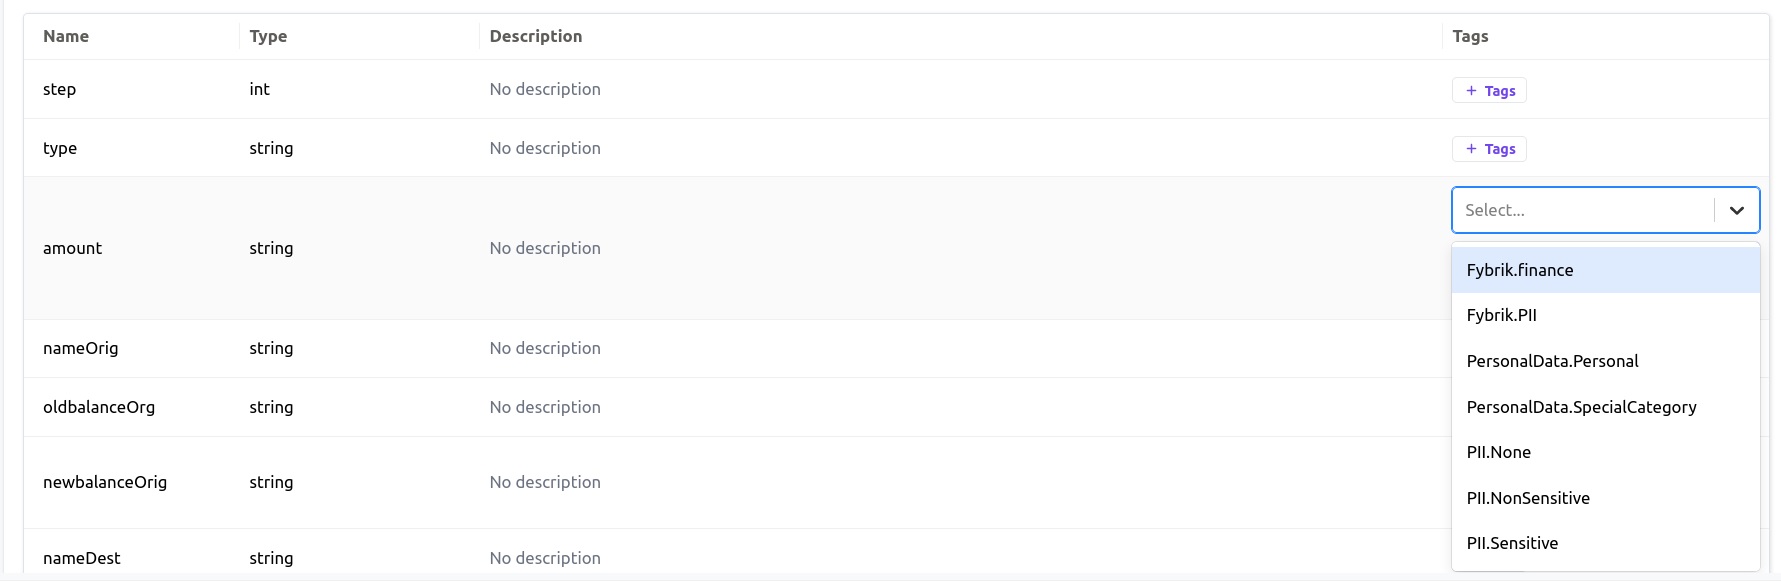 Name Type Description Tags
step int No description + Tags
type string No description + Tags
Select...
amount string No description
Fybrik.finance
Fybrik.PII
nameOrig string No description
PersonalData.Personal
oldbalanceOrg string No description
PersonalData.SpecialCategory
PII.None
newbalanceOrig string No description
PII.NonSensitive
PII.Sensitive
nameDest string No description